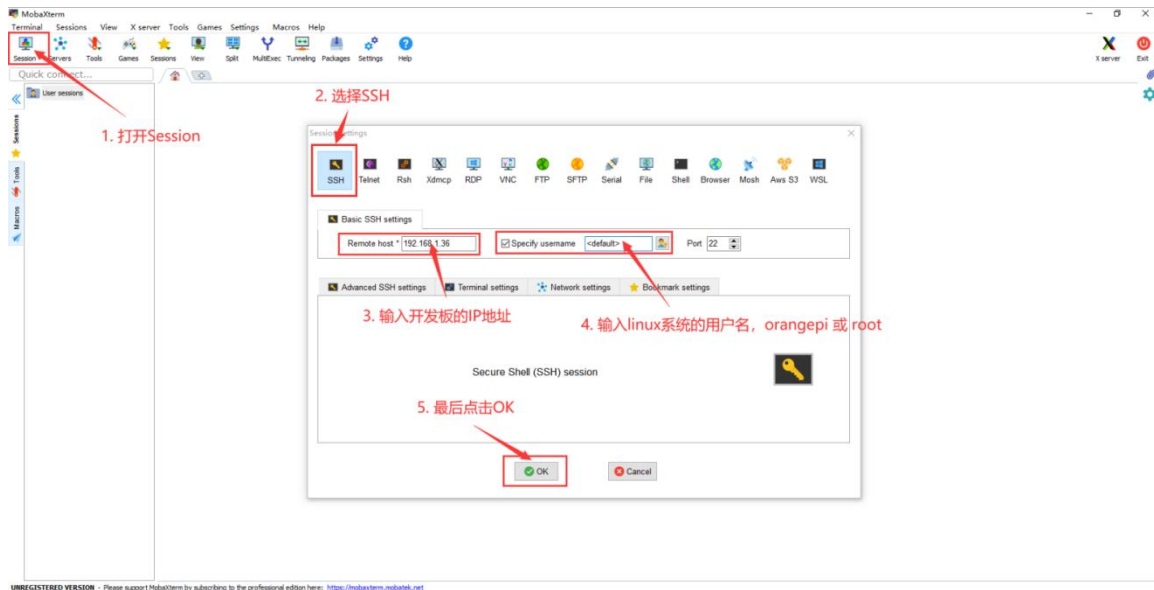 MobaXterm
Terminal Sessions View X server Tools Games Settings Macros Help
Session Servers Tools Games Sessions View Split MultiExec Tunneling Packages Settings Help X server Exit
Quick connect...
User sessions
Sessions
Tools
Macros
1. 打开Session
2. 选择SSH
Session settings
SSH Telnet Rsh Xdmcp RDP VNC FTP SFTP Serial File Shell Browser Mosh Aws S3 WSL
Basic SSH settings
Remote host * 192.168.1.36 Specify username <default> Port 22
Advanced SSH settings Terminal settings Network settings Bookmark settings
3. 输入开发板的IP地址
4. 输入linux系统的用户名，orangepi 或 root
Secure Shell (SSH) session
5. 最后点击OK
OK Cancel
UNREGISTERED VERSION - Please support MobaXterm by subscribing to the professional edition here: https://mobaxterm.mobatek.net